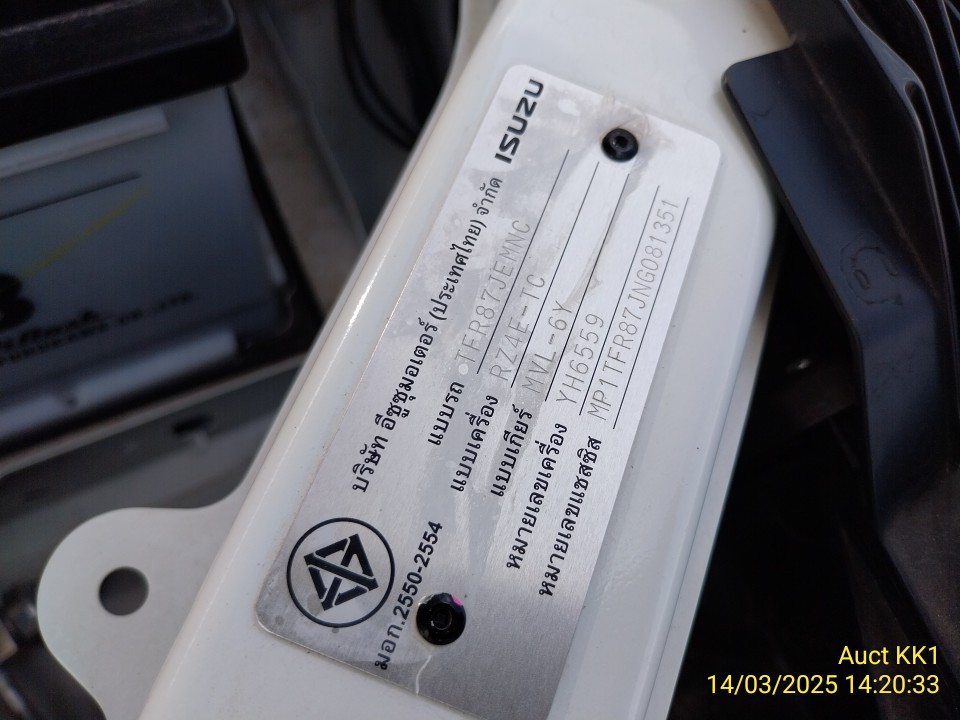 ISUZU
บริษัท อีซูซุมอเตอร์ (ประเทศไทย) จำกัด
แบบรถ TFR87JEMNC
แบบเครื่อง RZ4E-TC
แบบเกียร์ MVL-6Y
หมายเลขเครื่อง YH6559
หมายเลขแชสซิส MP1TFR87JNG081351
มอก.2550-2554
Auct KK1
14/03/2025 14:20:33